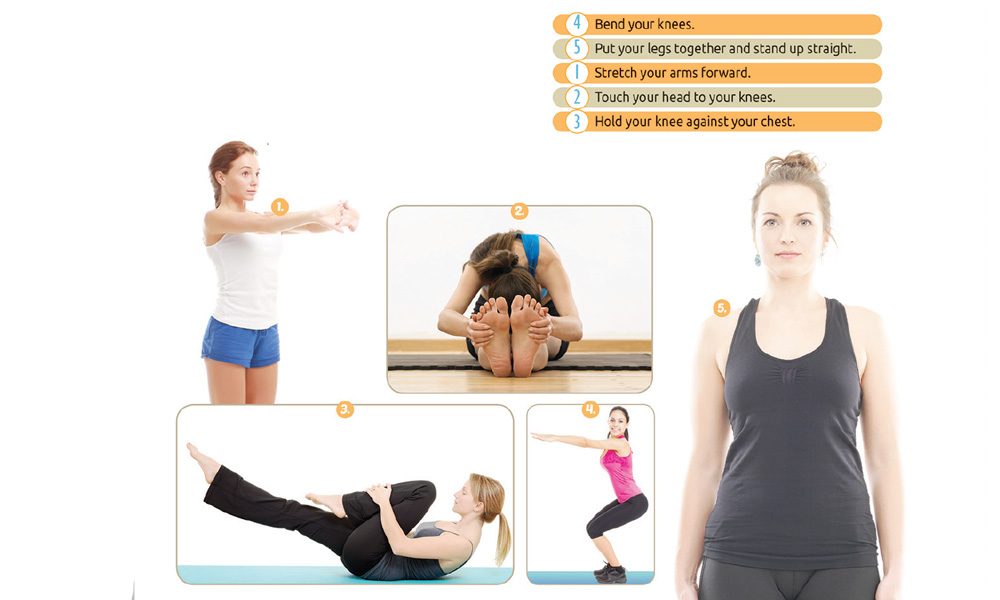 4 Bend your knees.
5 Put your legs together and stand up straight.
1 Stretch your arms forward.
2 Touch your head to your knees.
3 Hold your knee against your chest.
1.
2.
5.
3.
4.